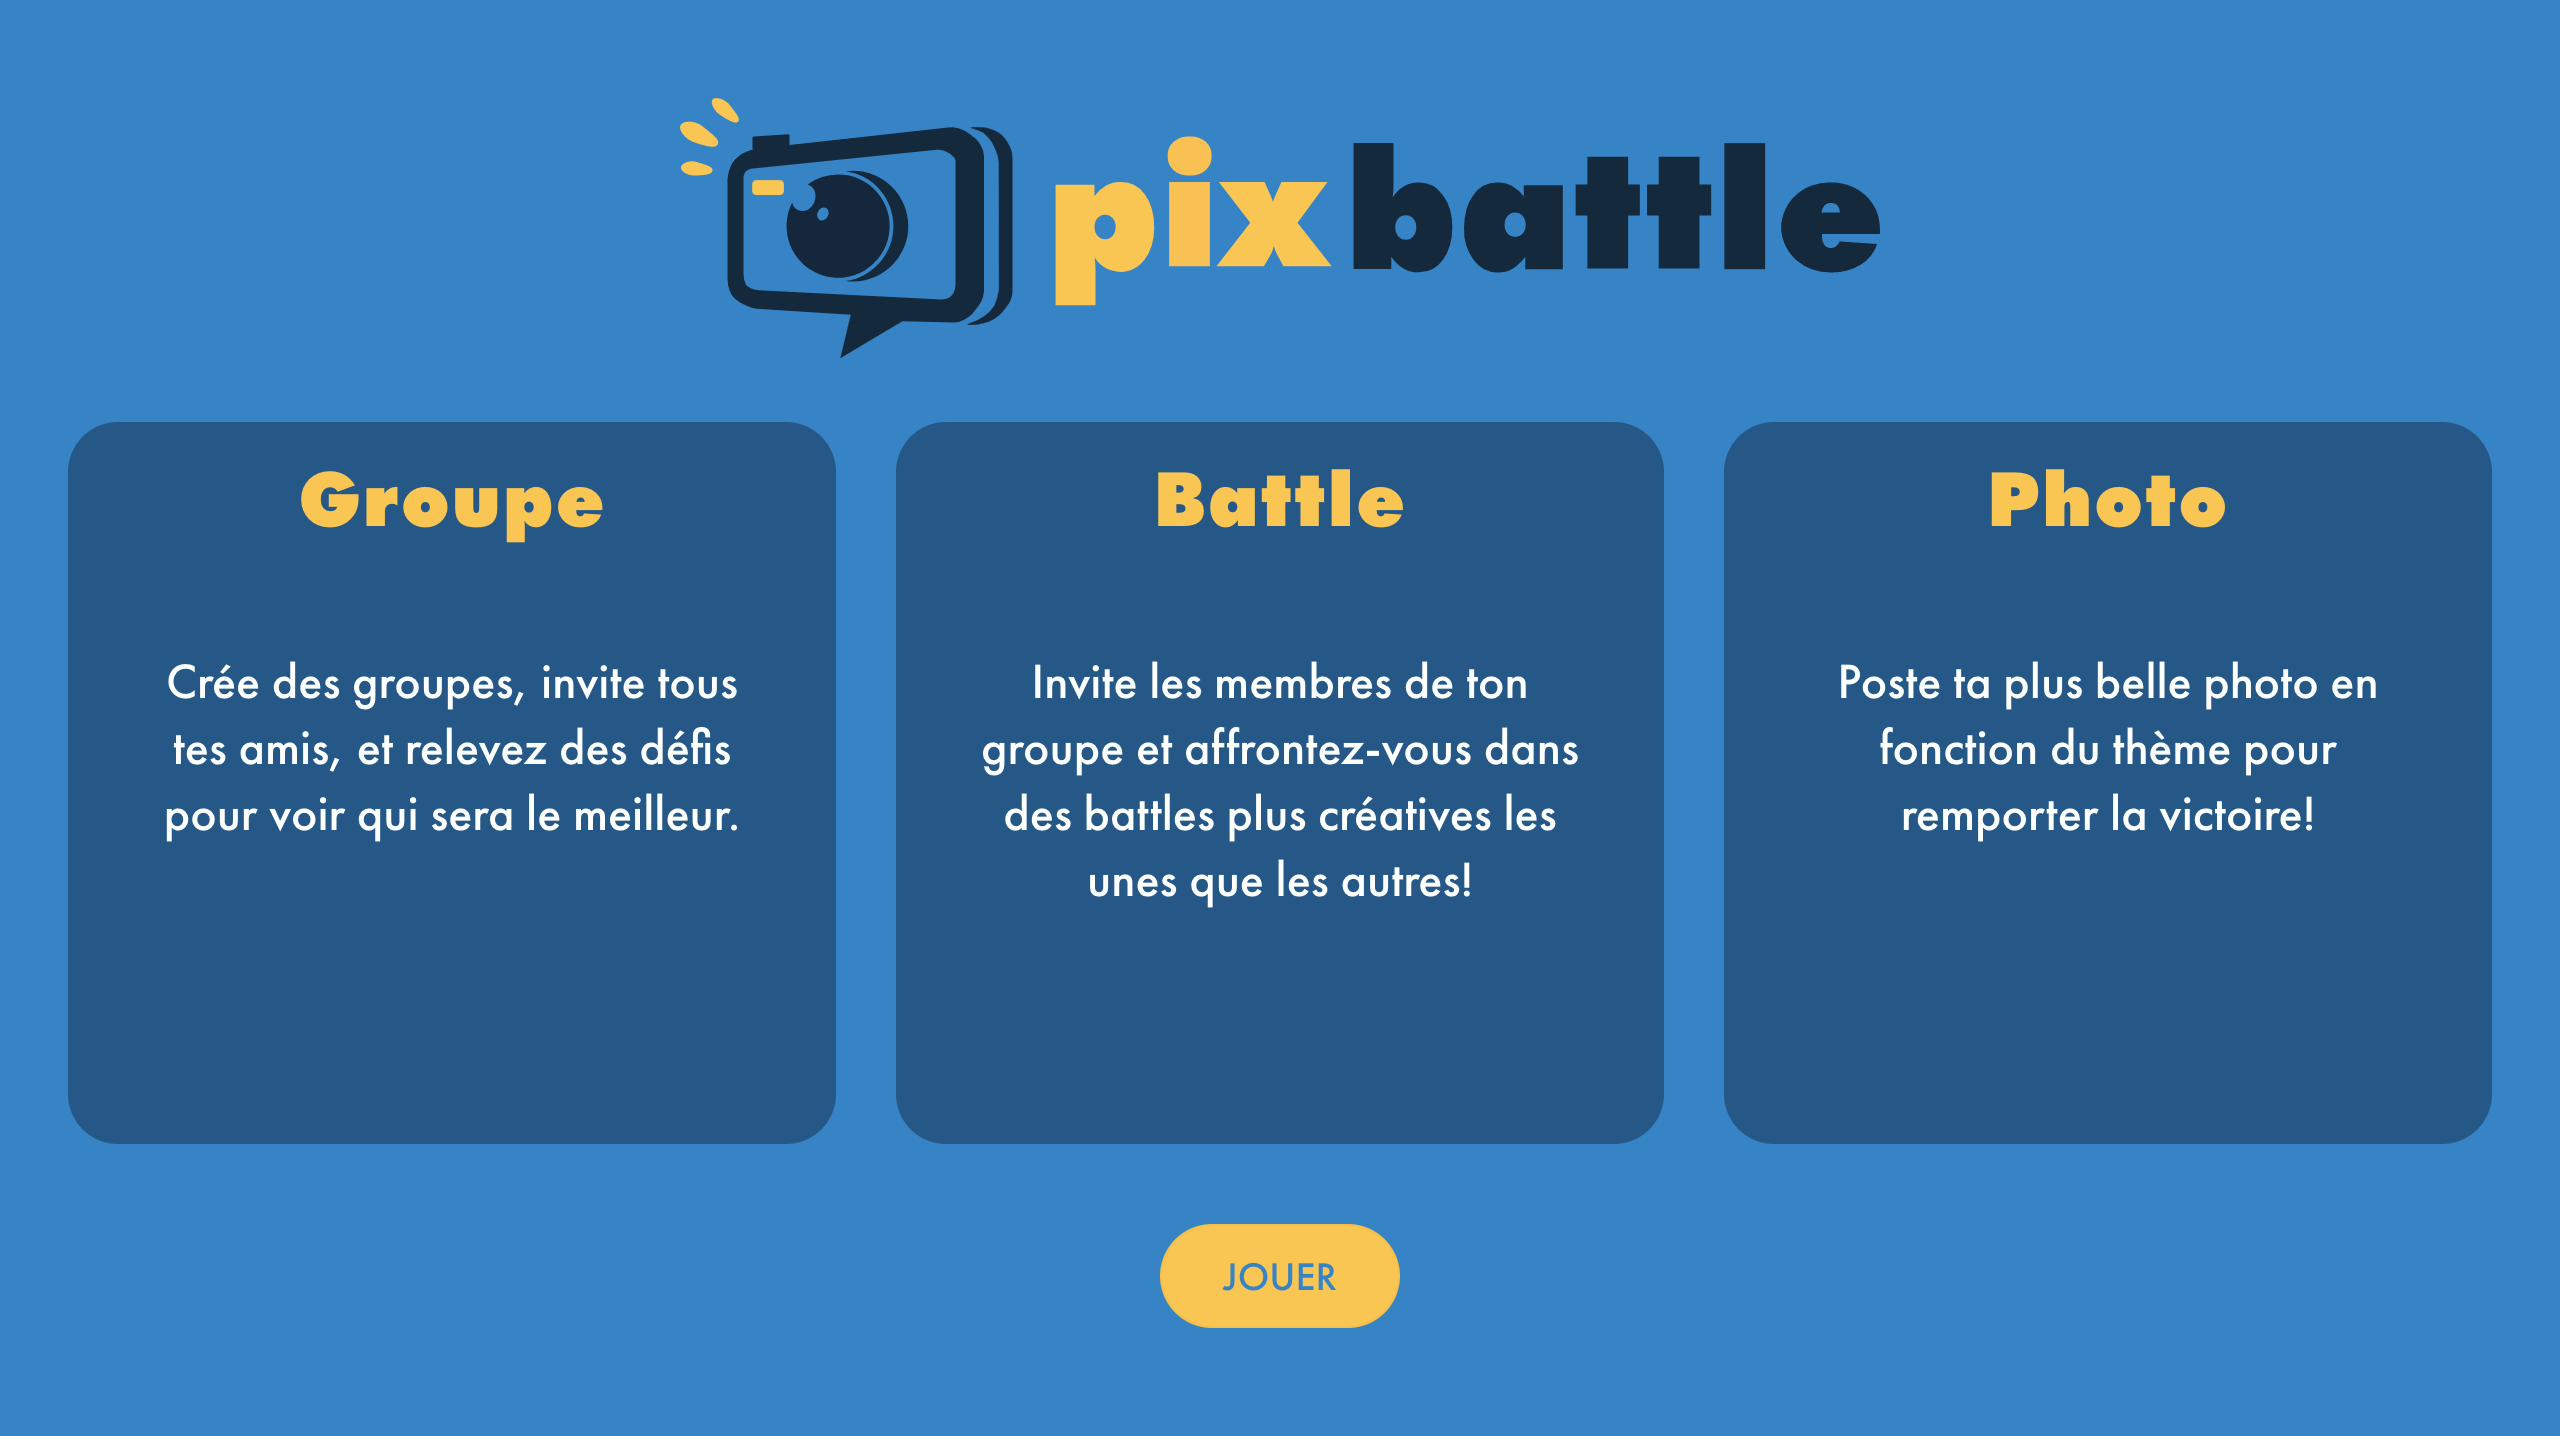 pixbattle
Groupe
Crée des groupes, invite tous
tes amis, et relevez des défis
pour voir qui sera le meilleur.
Battle
Invite les membres de ton
groupe et affrontez-vous dans
des battles plus créatives les
unes que les autres!
Photo
Poste ta plus belle photo en
fonction du thème pour
remporter la victoire!
JOUER